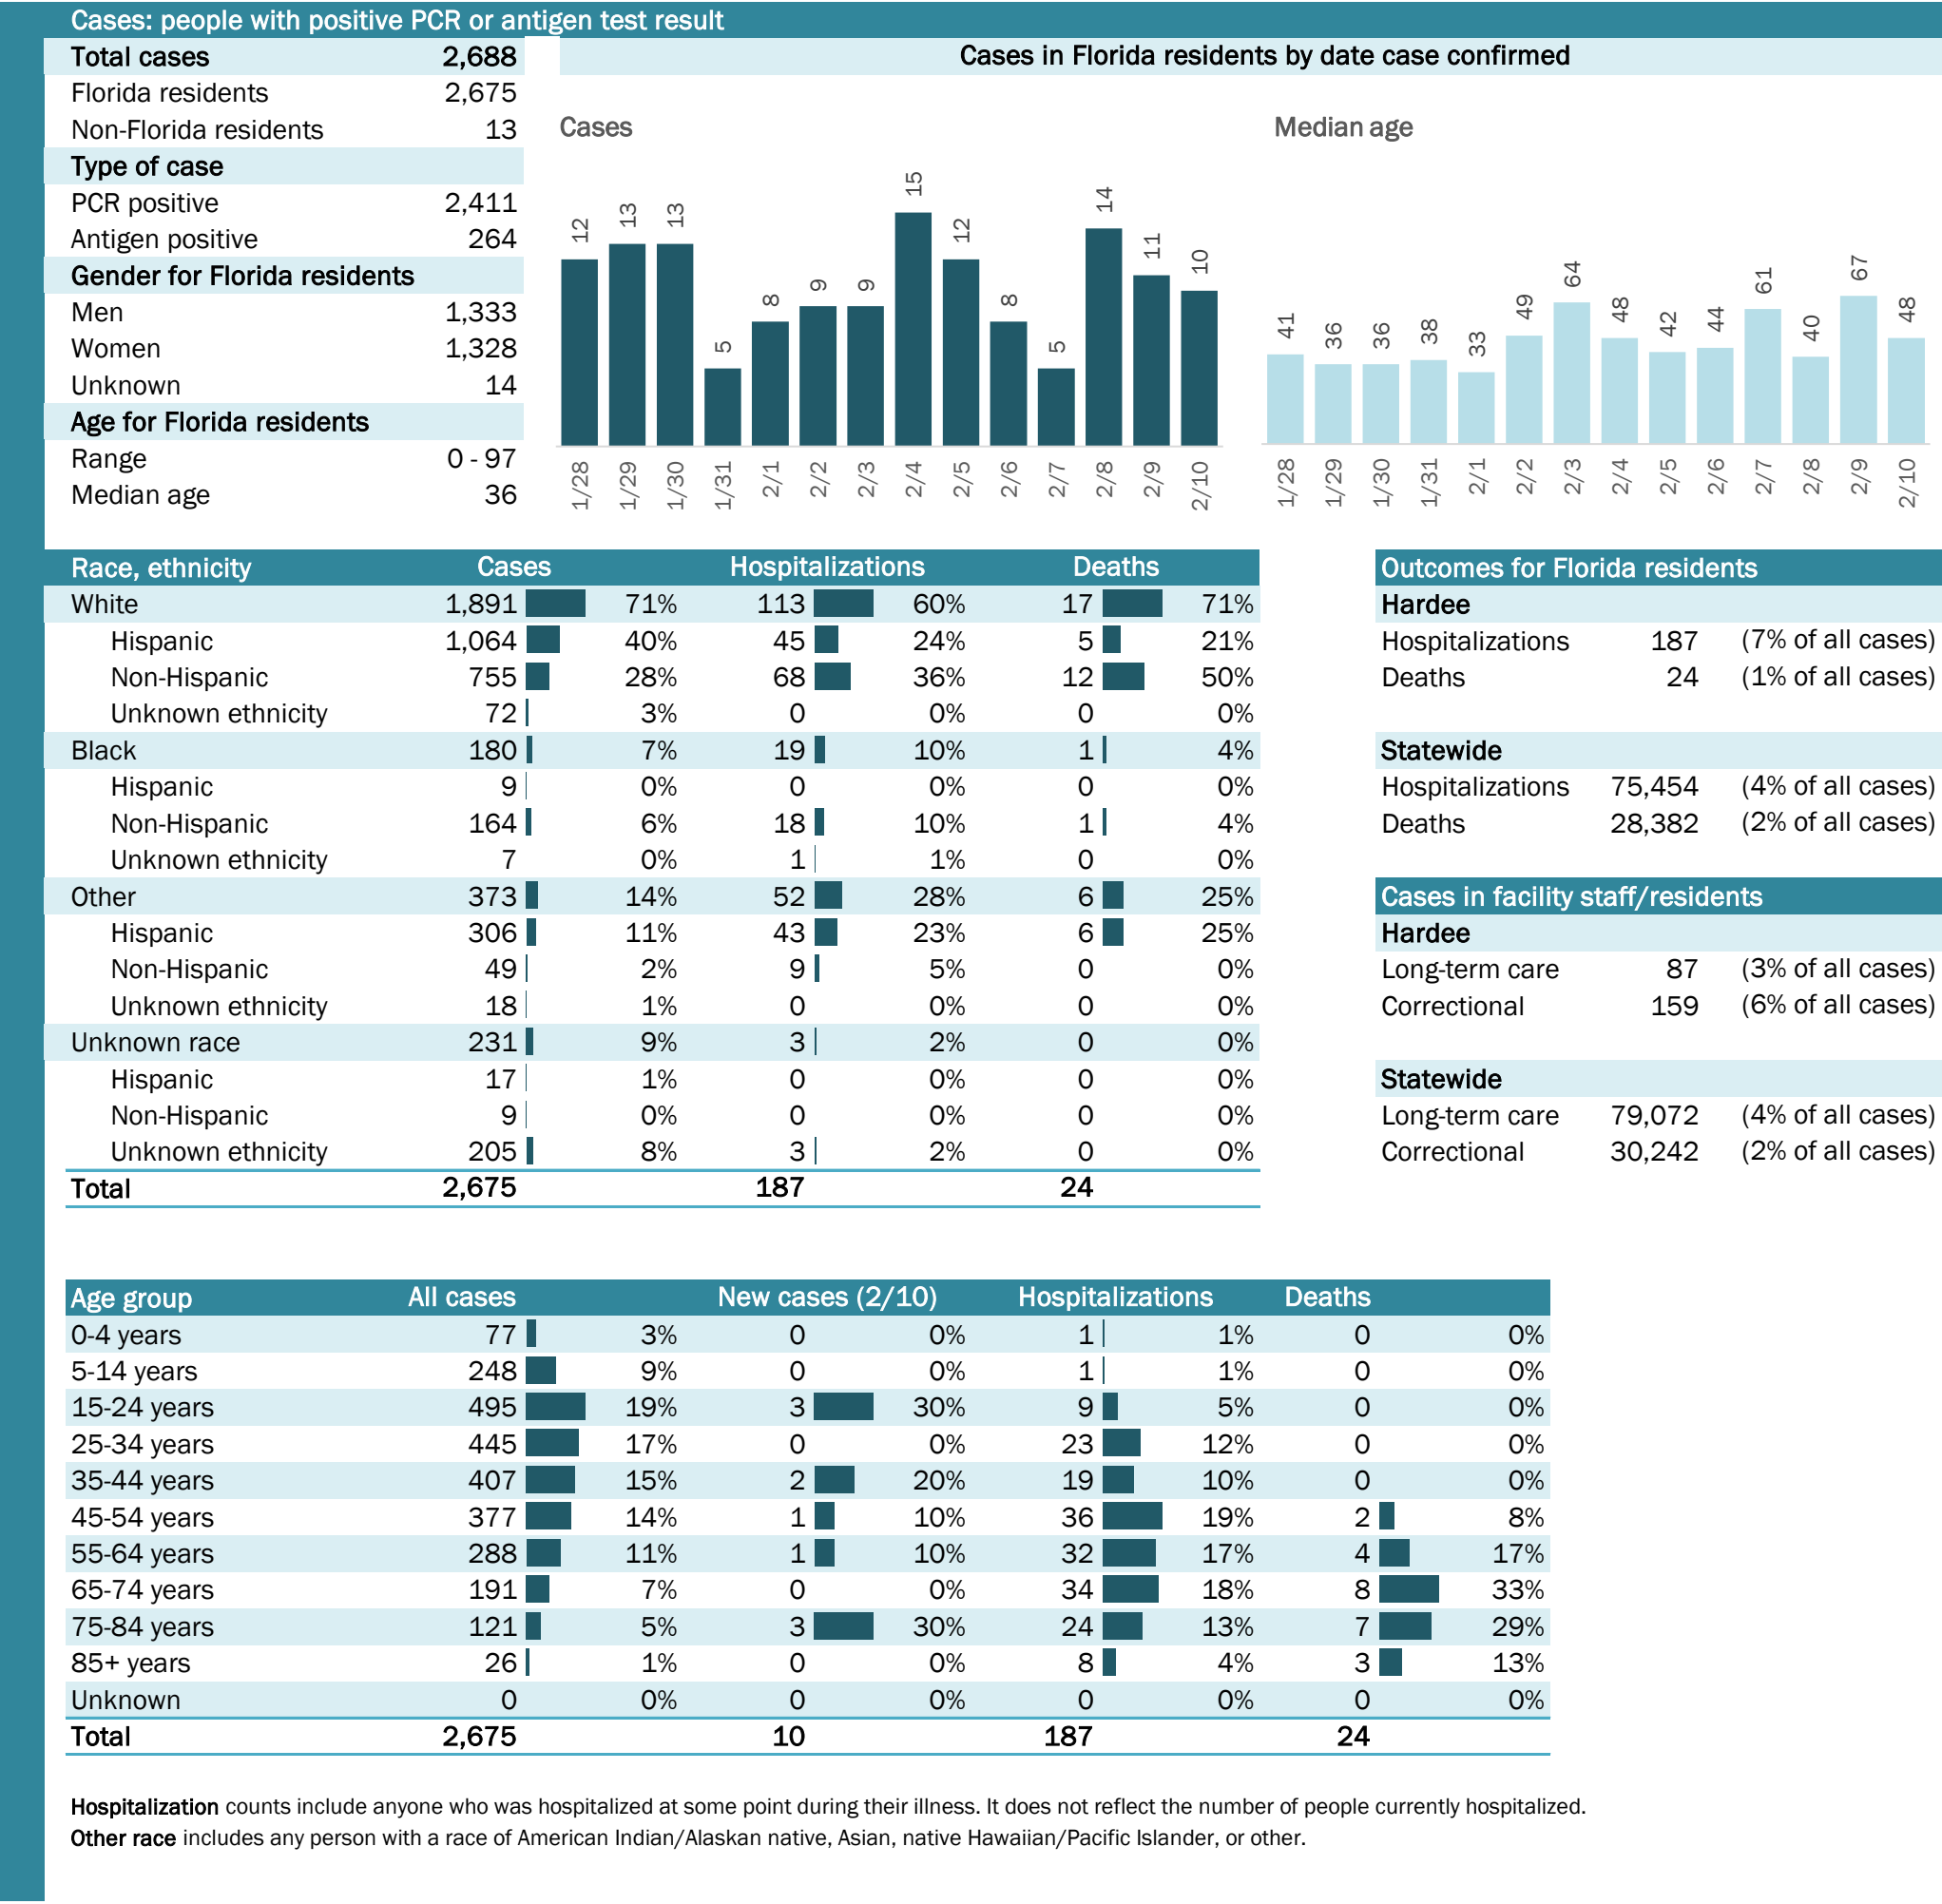 Cases: people with positive PCR or antigen test result
Total cases 2,688
Florida residents 2,675
Non-Florida residents 13
Type of case
PCR positive 2,411
Antigen positive 264
Gender for Florida residents
Men 1,333
Women 1,328
Unknown 14
Age for Florida residents
Range 0 - 97
Median age 36
Cases in Florida residents by date case confirmed
Cases
12 13 13 5 8 9 9 15 12 8 5 14 11 10
1/28 1/29 1/30 1/31 2/1 2/2 2/3 2/4 2/5 2/6 2/7 2/8 2/9 2/10
Median age
41 36 36 38 33 49 64 48 42 44 61 40 67 48
1/28 1/29 1/30 1/31 2/1 2/2 2/3 2/4 2/5 2/6 2/7 2/8 2/9 2/10
Race, ethnicity Cases Hospitalizations Deaths
White 1,891 71% 113 60% 17 71%
Hispanic 1,064 40% 45 24% 5 21%
Non-Hispanic 755 28% 68 36% 12 50%
Unknown ethnicity 72 3% 0 0% 0 0%
Black 180 7% 19 10% 1 4%
Hispanic 9 0% 0 0% 0 0%
Non-Hispanic 164 6% 18 10% 1 4%
Unknown ethnicity 7 0% 1 1% 0 0%
Other 373 14% 52 28% 6 25%
Hispanic 306 11% 43 23% 6 25%
Non-Hispanic 49 2% 9 5% 0 0%
Unknown ethnicity 18 1% 0 0% 0 0%
Unknown race 231 9% 3 2% 0 0%
Hispanic 17 1% 0 0% 0 0%
Non-Hispanic 9 0% 0 0% 0 0%
Unknown ethnicity 205 8% 3 2% 0 0%
Total 2,675 187 24
Outcomes for Florida residents
Hardee
Hospitalizations 187 (7% of all cases)
Deaths 24 (1% of all cases)
Statewide
Hospitalizations 75,454 (4% of all cases)
Deaths 28,382 (2% of all cases)
Cases in facility staff/residents
Hardee
Long-term care 87 (3% of all cases)
Correctional 159 (6% of all cases)
Statewide
Long-term care 79,072 (4% of all cases)
Correctional 30,242 (2% of all cases)
Age group All cases New cases (2/10) Hospitalizations Deaths
0-4 years 77 3% 0 0% 1 1% 0 0%
5-14 years 248 9% 0 0% 1 1% 0 0%
15-24 years 495 19% 3 30% 9 5% 0 0%
25-34 years 445 17% 0 0% 23 12% 0 0%
35-44 years 407 15% 2 20% 19 10% 0 0%
45-54 years 377 14% 1 10% 36 19% 2 8%
55-64 years 288 11% 1 10% 32 17% 4 17%
65-74 years 191 7% 0 0% 34 18% 8 33%
75-84 years 121 5% 3 30% 24 13% 7 29%
85+ years 26 1% 0 0% 8 4% 3 13%
Unknown 0 0% 0 0% 0 0% 0 0%
Total 2,675 10 187 24
Hospitalization counts include anyone who was hospitalized at some point during their illness. It does not reflect the number of people currently hospitalized.
Other race includes any person with a race of American Indian/Alaskan native, Asian, native Hawaiian/Pacific Islander, or other.